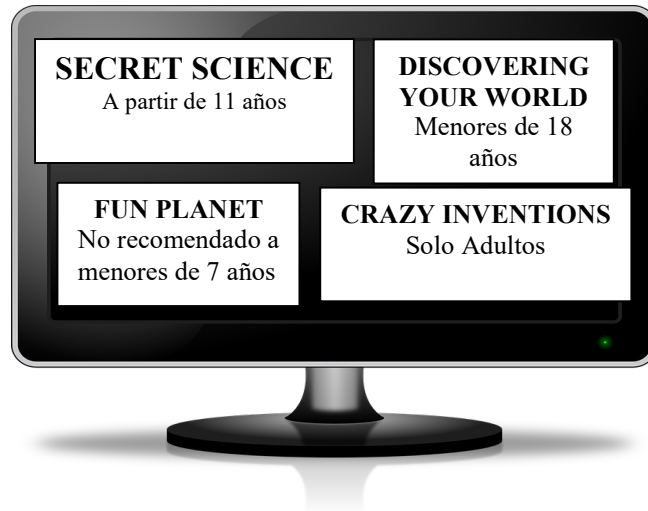 SECRET SCIENCE
A partir de 11 años
DISCOVERING
YOUR WORLD
Menores de 18
años
FUN PLANET
No recomendado a
menores de 7 años
CRAZY INVENTIONS
Solo Adultos